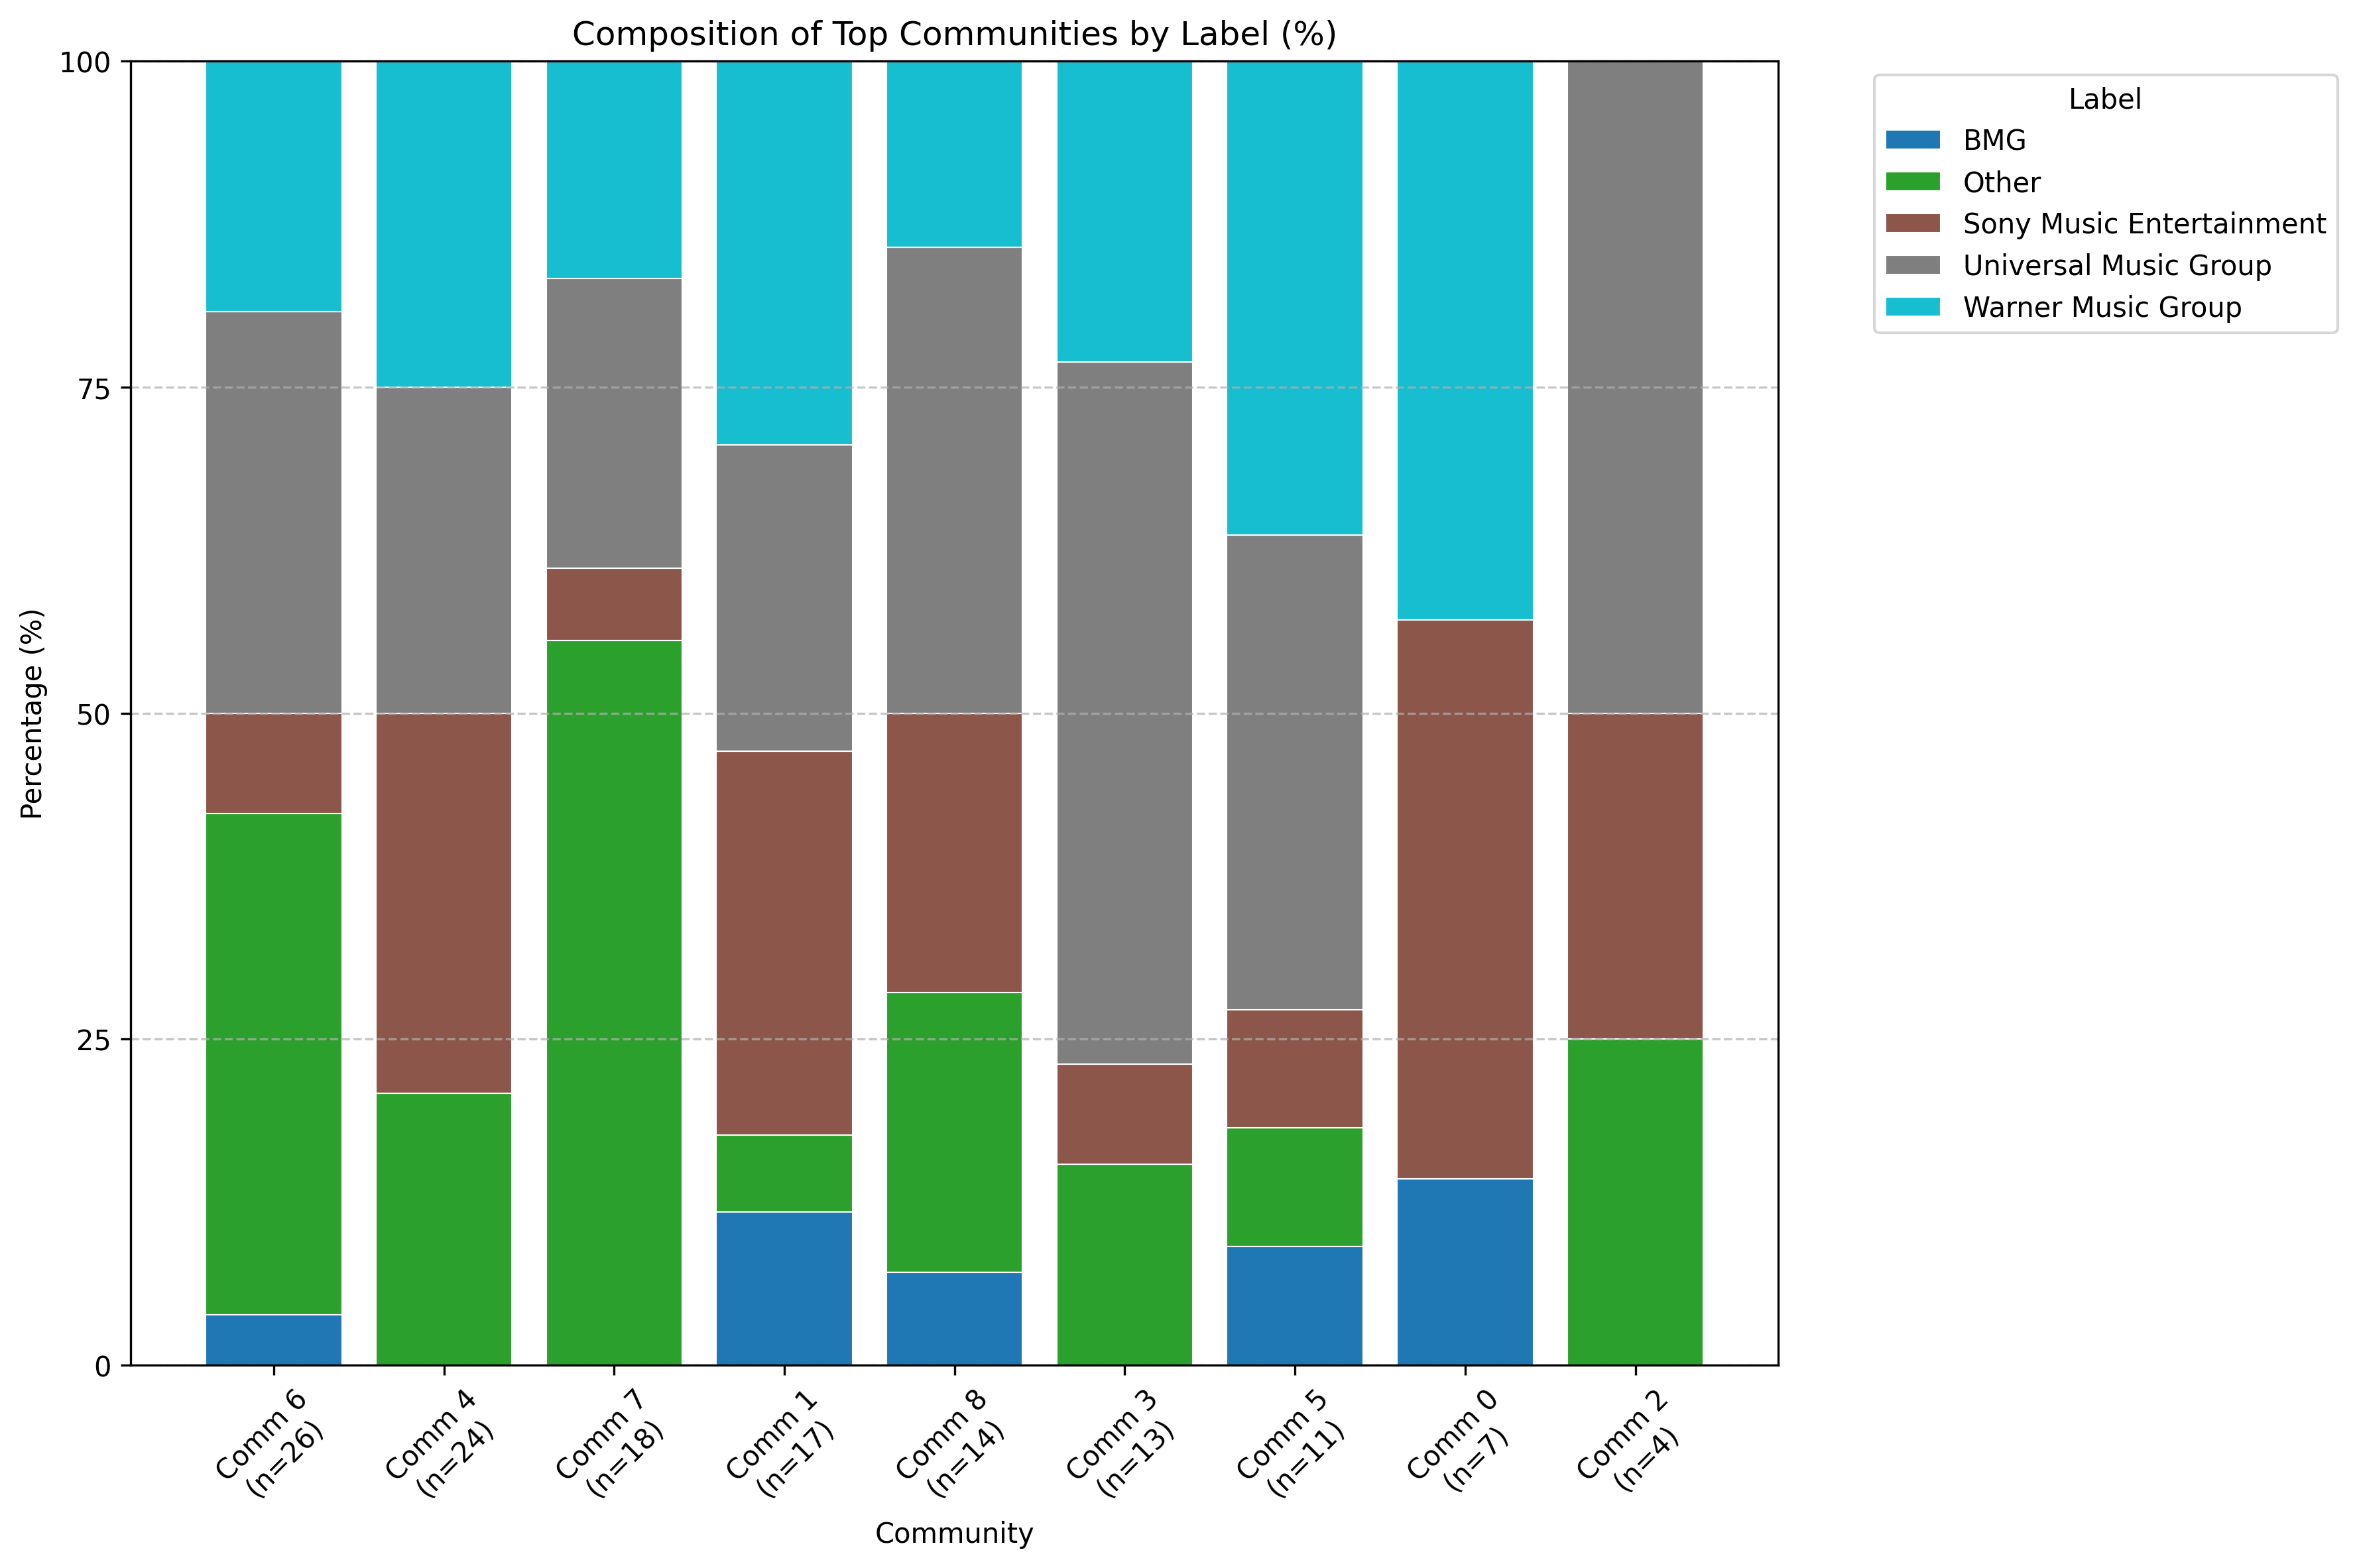 Composition of Top Communities by Label (%)
Label
BMG
Other
Sony Music Entertainment
Universal Music Group
Warner Music Group
Percentage (%)
100
75
50
25
0
Comm 6
(n=26)
Comm 4
(n=24)
Comm 7
(n=18)
Comm 1
(n=17)
Comm 8
(n=14)
Comm 3
(n=13)
Comm 5
(n=11)
Comm 0
(n=7)
Comm 2
(n=4)
Community